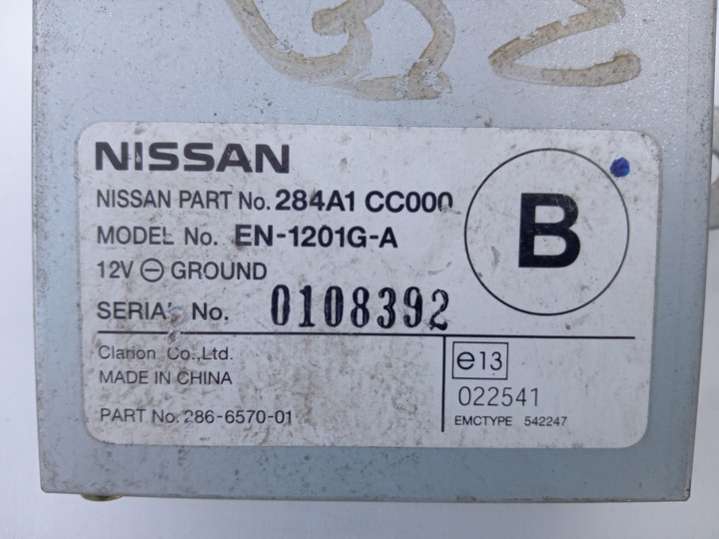 NISSAN
NISSAN PART No. 284A1 CC000
MODEL No. EN-1201G-A
12V ⊖ GROUND
SERIAL No. 0108392
B
Clarion Co.,Ltd.
MADE IN CHINA
PART No. 286-6570-01
e13
022541
EMCTYPE 542247